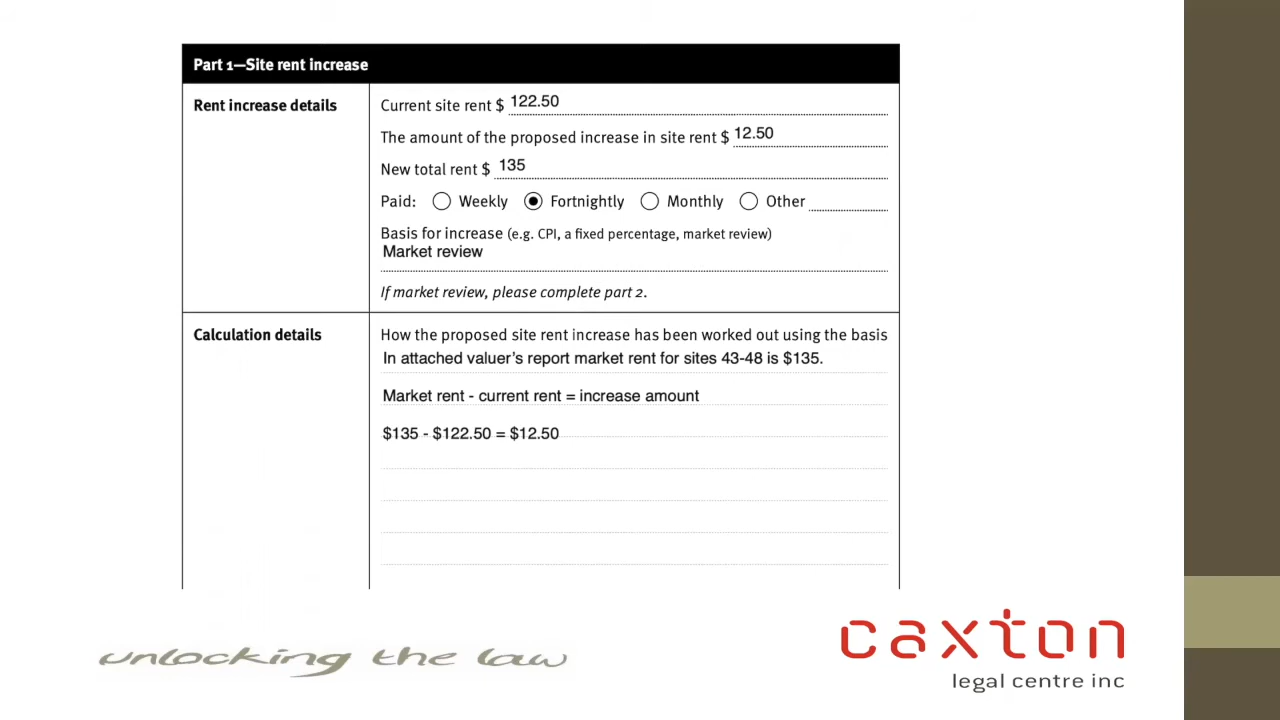 Part 1—Site rent increase
Rent increase details
Current site rent $ 122.50
The amount of the proposed increase in site rent $ 12.50
New total rent $ 135
Paid: Weekly Fortnightly Monthly Other
Basis for increase (e.g. CPI, a fixed percentage, market review)
Market review
If market review, please complete part 2.
Calculation details
How the proposed site rent increase has been worked out using the basis
In attached valuer's report market rent for sites 43-48 is $135.
Market rent - current rent = increase amount
$135 - $122.50 = $12.50
unlocking the law
caxton
legal centre inc